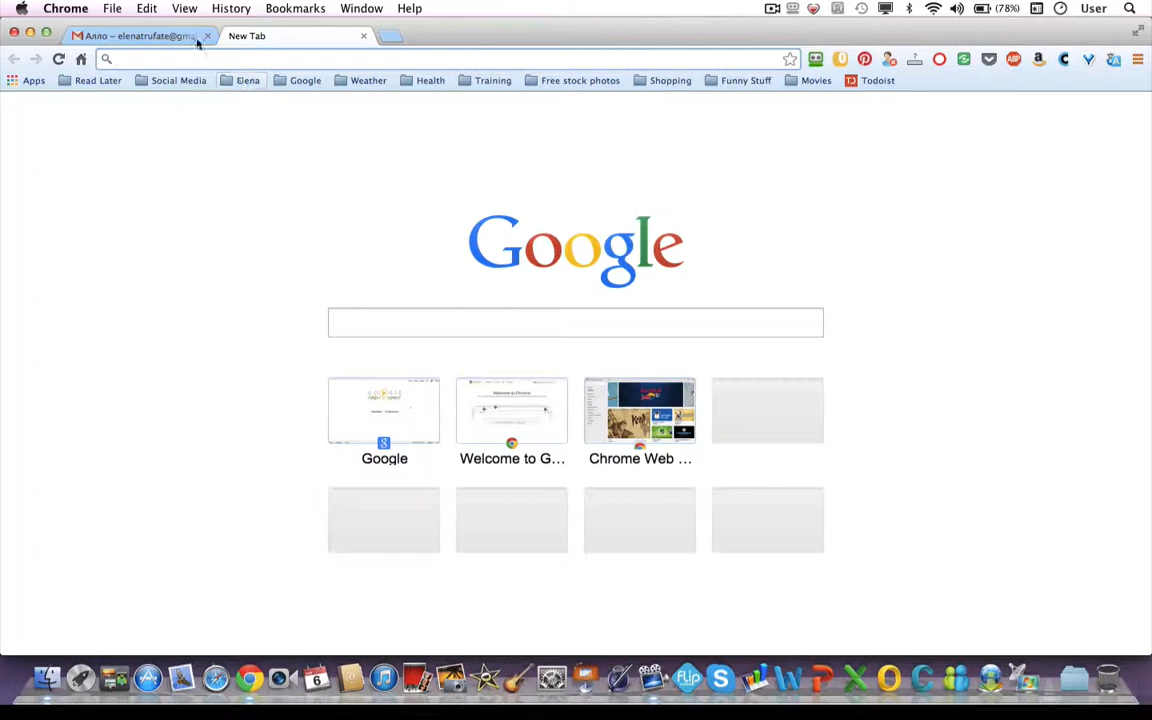 Chrome File Edit View History Bookmarks Window Help (78%) User
Алло – elenatrufate@gma New Tab
Apps Read Later Social Media Elena Google Weather Health Training Free stock photos Shopping Funny Stuff Movies Todoist
Google
Google Welcome to G... Chrome Web ...